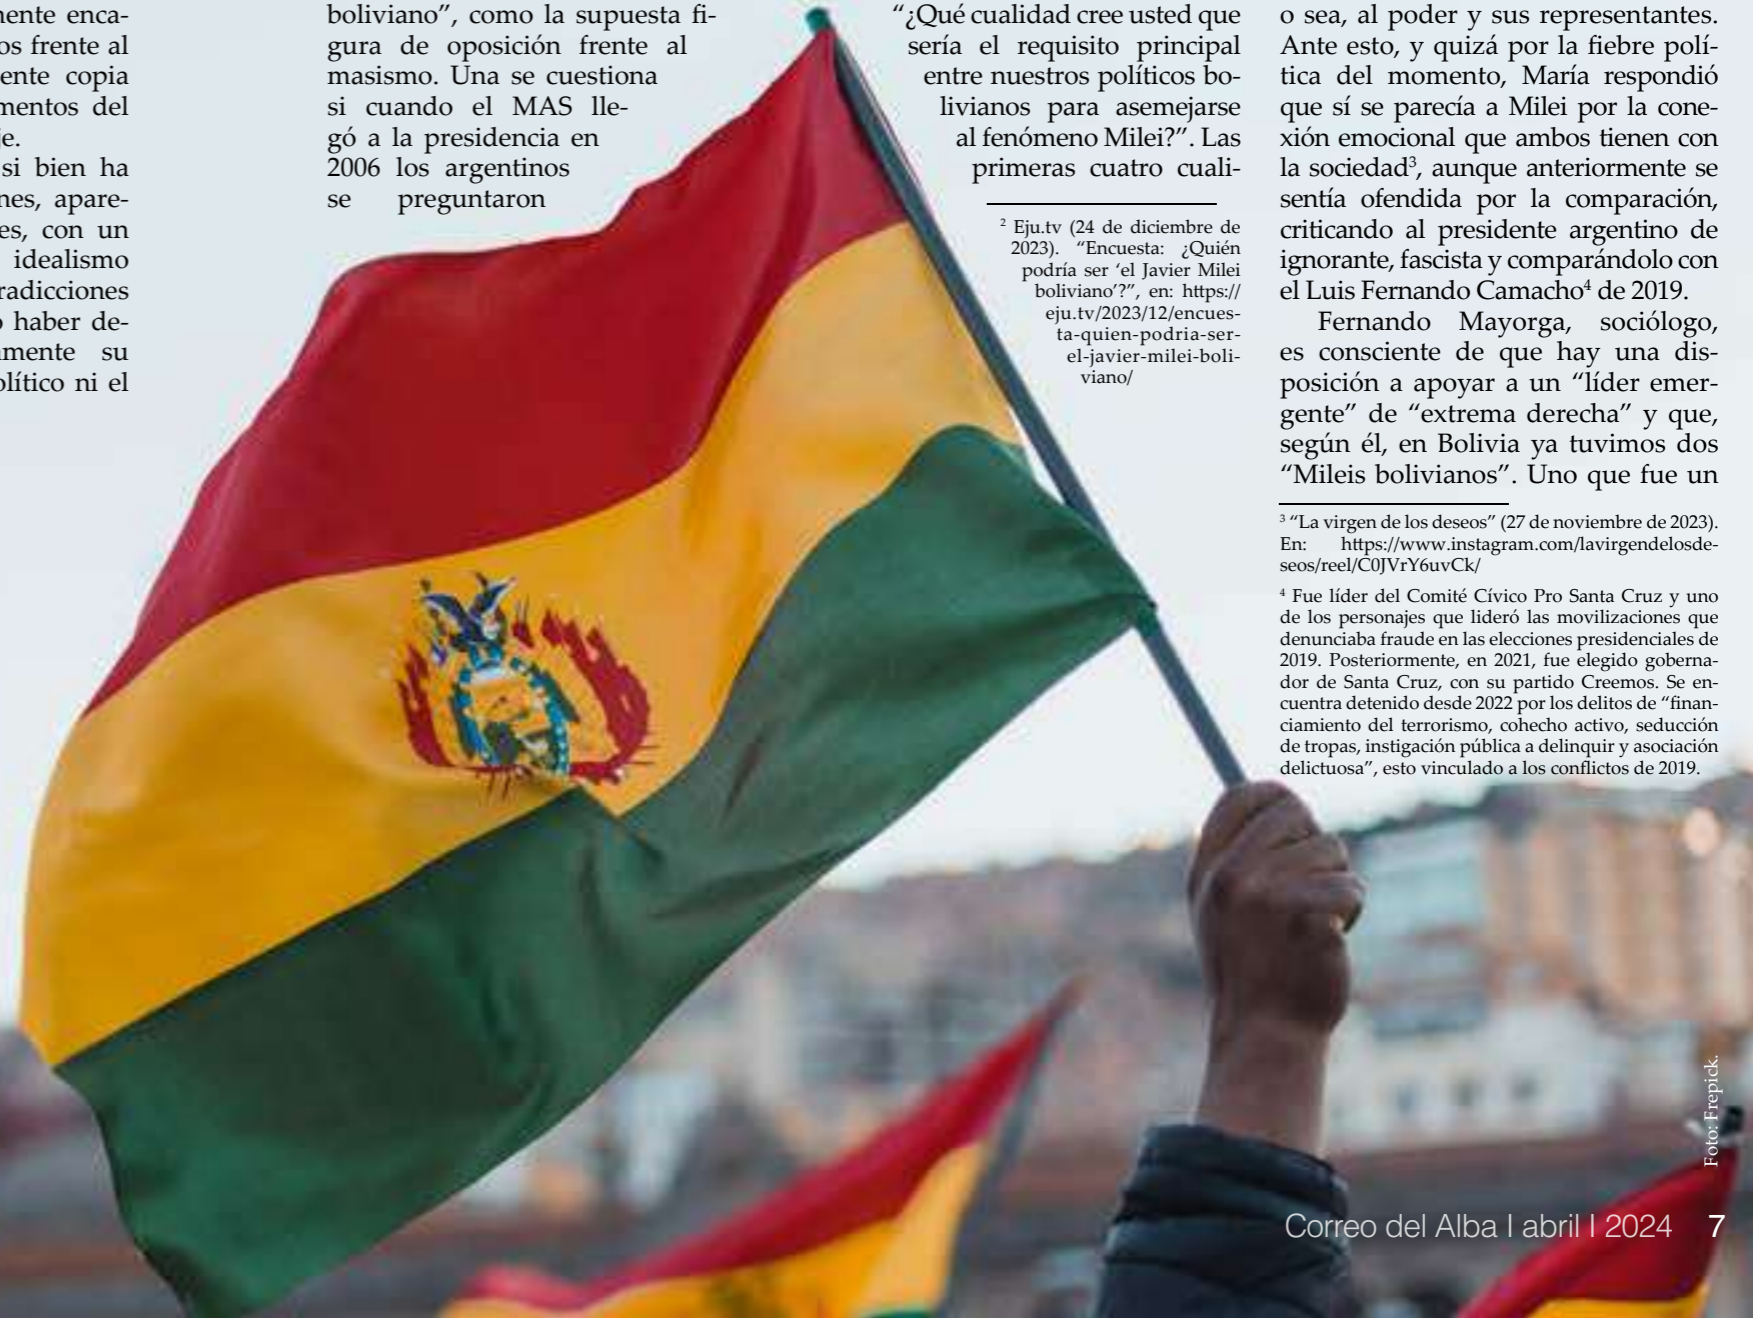 mente enca-
os frente al
ente copia
mentos del
je.
si bien ha
nes, apare-
es, con un
idealismo
radicciones
o haber de-
amente su
olítico ni el
boliviano”, como la supuesta fi-
gura de oposición frente al
masismo. Una se cuestiona
si cuando el MAS lle-
gó a la presidencia en
2006 los argentinos
se preguntaron
“¿Qué cualidad cree usted que
sería el requisito principal
entre nuestros políticos bo-
livianos para asemejarse
al fenómeno Milei?”. Las
primeras cuatro cuali-
² Eju.tv (24 de diciembre de
2023). “Encuesta: ¿Quién
podría ser ‘el Javier Milei
boliviano’?”, en: https://
eju.tv/2023/12/encues-
ta-quien-podria-ser-
el-javier-milei-boli-
viano/
o sea, al poder y sus representantes.
Ante esto, y quizá por la fiebre polí-
tica del momento, María respondió
que sí se parecía a Milei por la cone-
xión emocional que ambos tienen con
la sociedad³, aunque anteriormente se
sentía ofendida por la comparación,
criticando al presidente argentino de
ignorante, fascista y comparándolo con
el Luis Fernando Camacho⁴ de 2019.
Fernando Mayorga, sociólogo,
es consciente de que hay una dis-
posición a apoyar a un “líder emer-
gente” de “extrema derecha” y que,
según él, en Bolivia ya tuvimos dos
“Mileis bolivianos”. Uno que fue un
³ “La virgen de los deseos” (27 de noviembre de 2023).
En: https://www.instagram.com/lavirgendelosde-
seos/reel/C0JVrY6uvCk/
⁴ Fue líder del Comité Cívico Pro Santa Cruz y uno
de los personajes que lideró las movilizaciones que
denunciaba fraude en las elecciones presidenciales de
2019. Posteriormente, en 2021, fue elegido goberna-
dor de Santa Cruz, con su partido Creemos. Se en-
cuentra detenido desde 2022 por los delitos de “finan-
ciamiento del terrorismo, cohecho activo, seducción
de tropas, instigación pública a delinquir y asociación
delictuosa”, esto vinculado a los conflictos de 2019.
Foto: Frepick.
Correo del Alba I abril I 2024 7